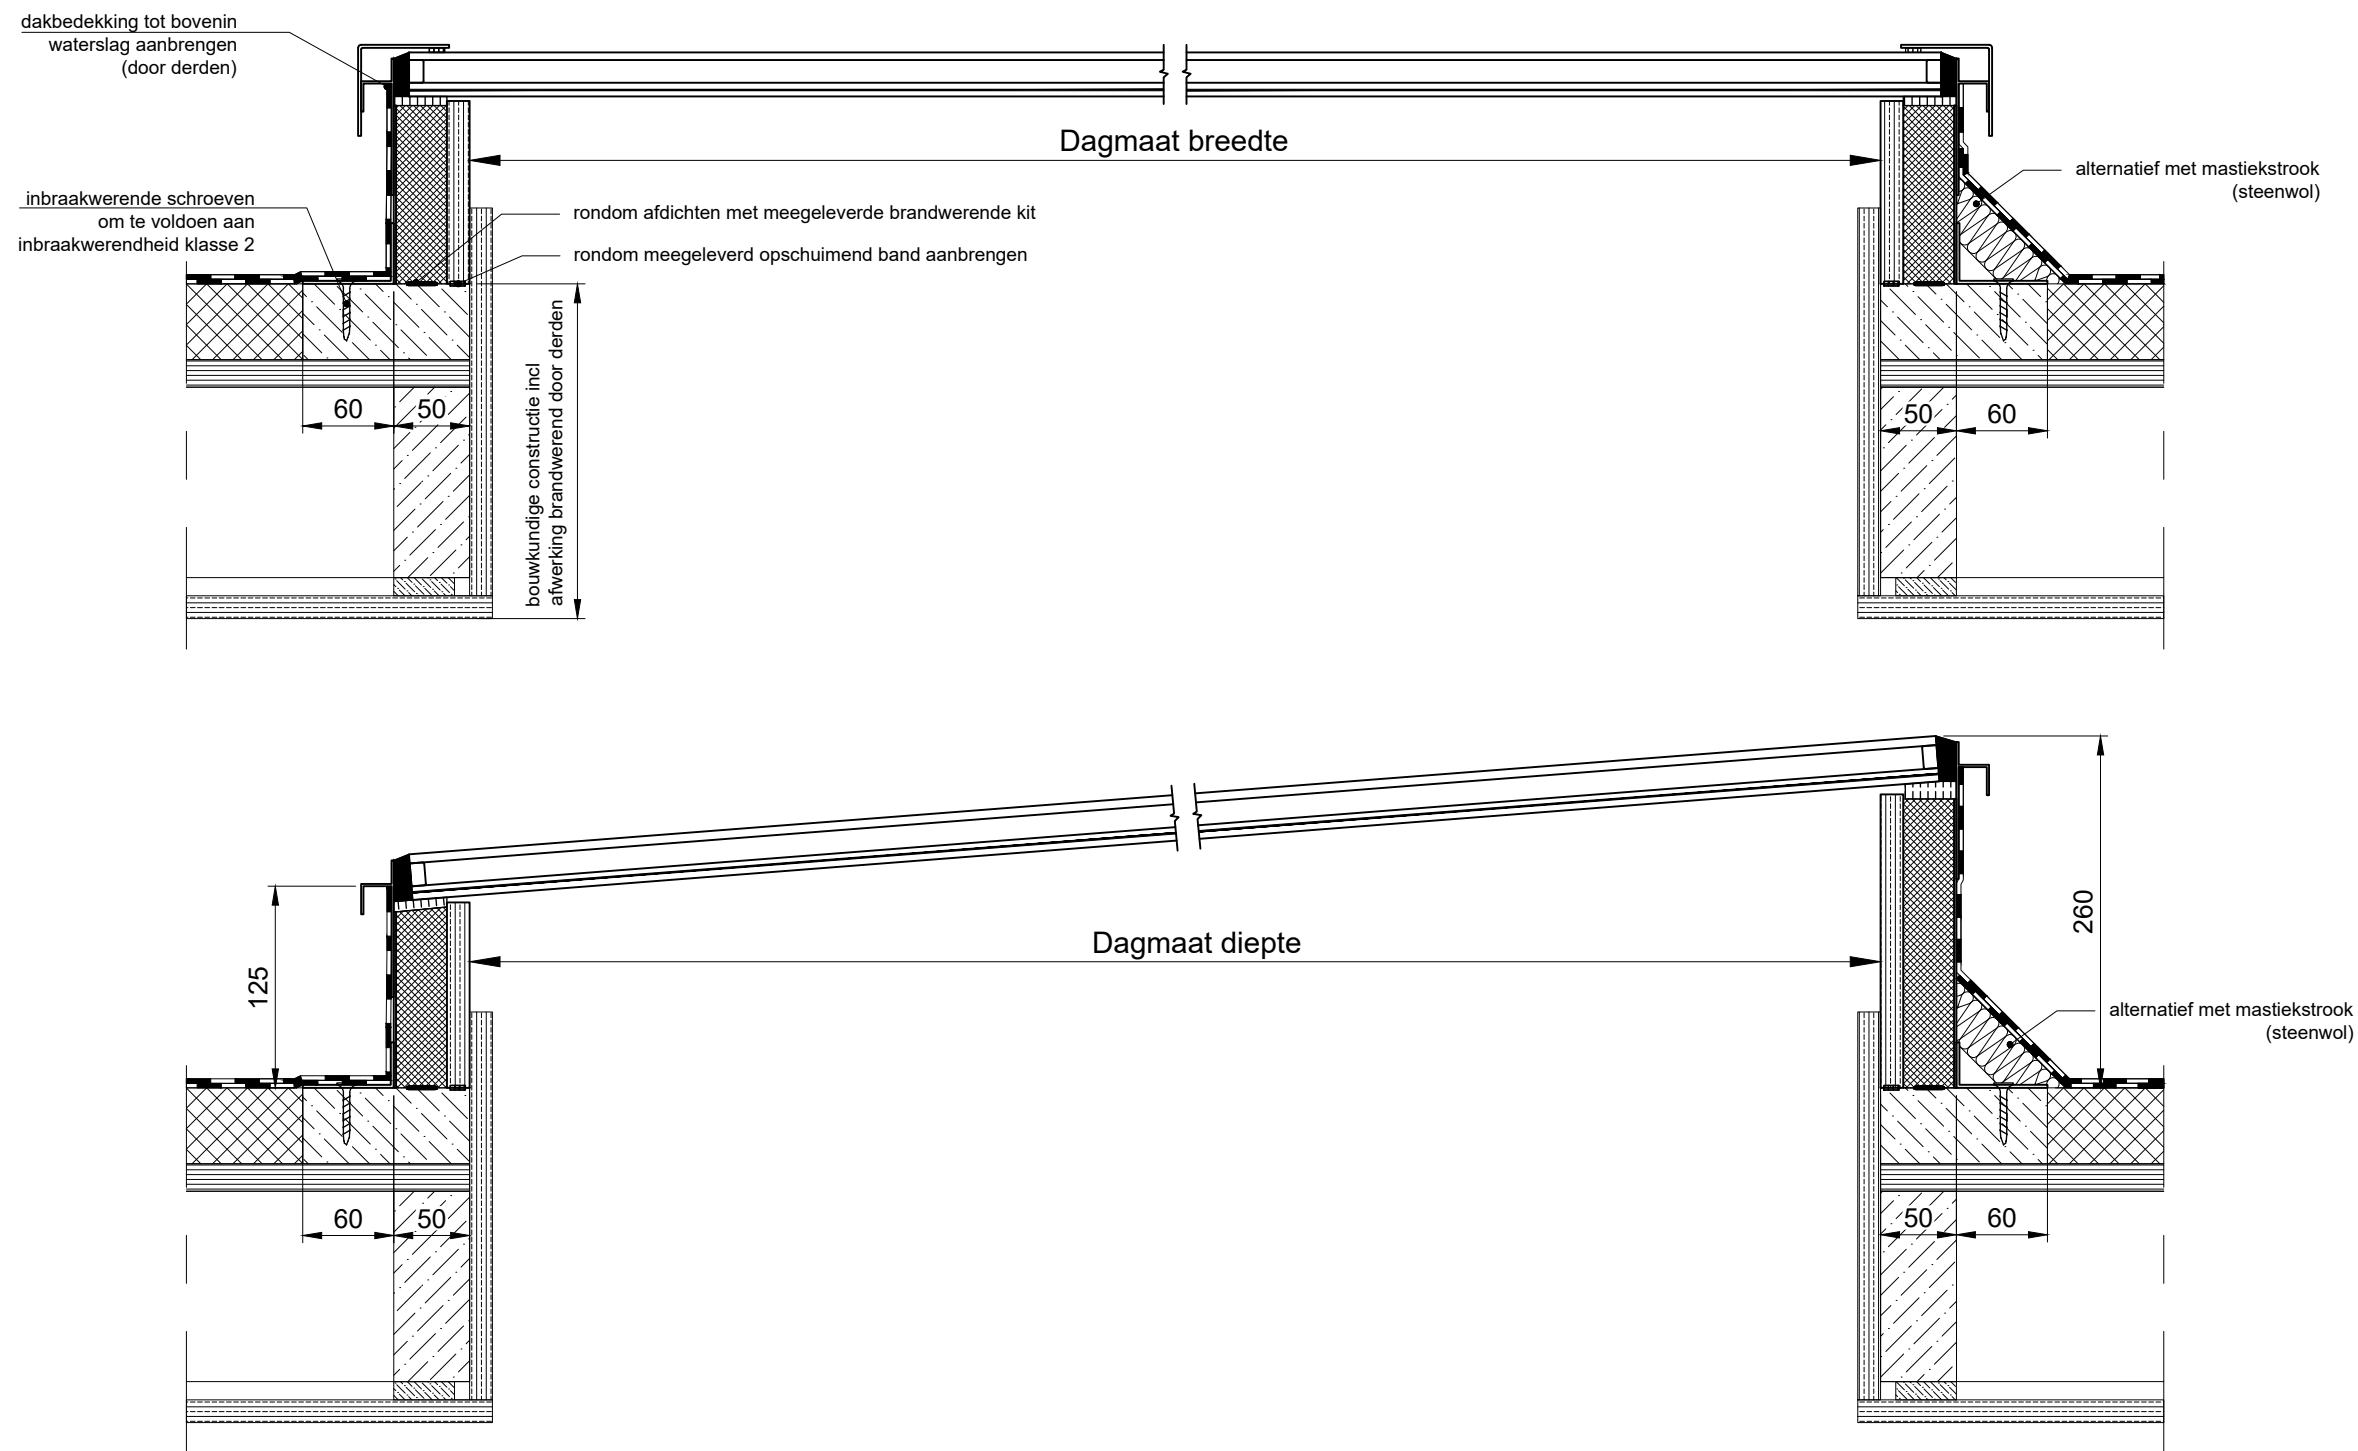 dakbedekking tot bovenin
waterslag aanbrengen
(door derden)
Dagmaat breedte
alternatief met mastiekstrook
(steenwol)
inbraakwerende schroeven
om te voldoen aan
inbraakwerendheid klasse 2
rondom afdichten met meegeleverde brandwerende kit
rondom meegeleverd opschuimend band aanbrengen
bouwkundige constructie incl
afwerking brandwerend door derden
60
50
50
60
Dagmaat diepte
125
260
alternatief met mastiekstrook
(steenwol)
60
50
50
60